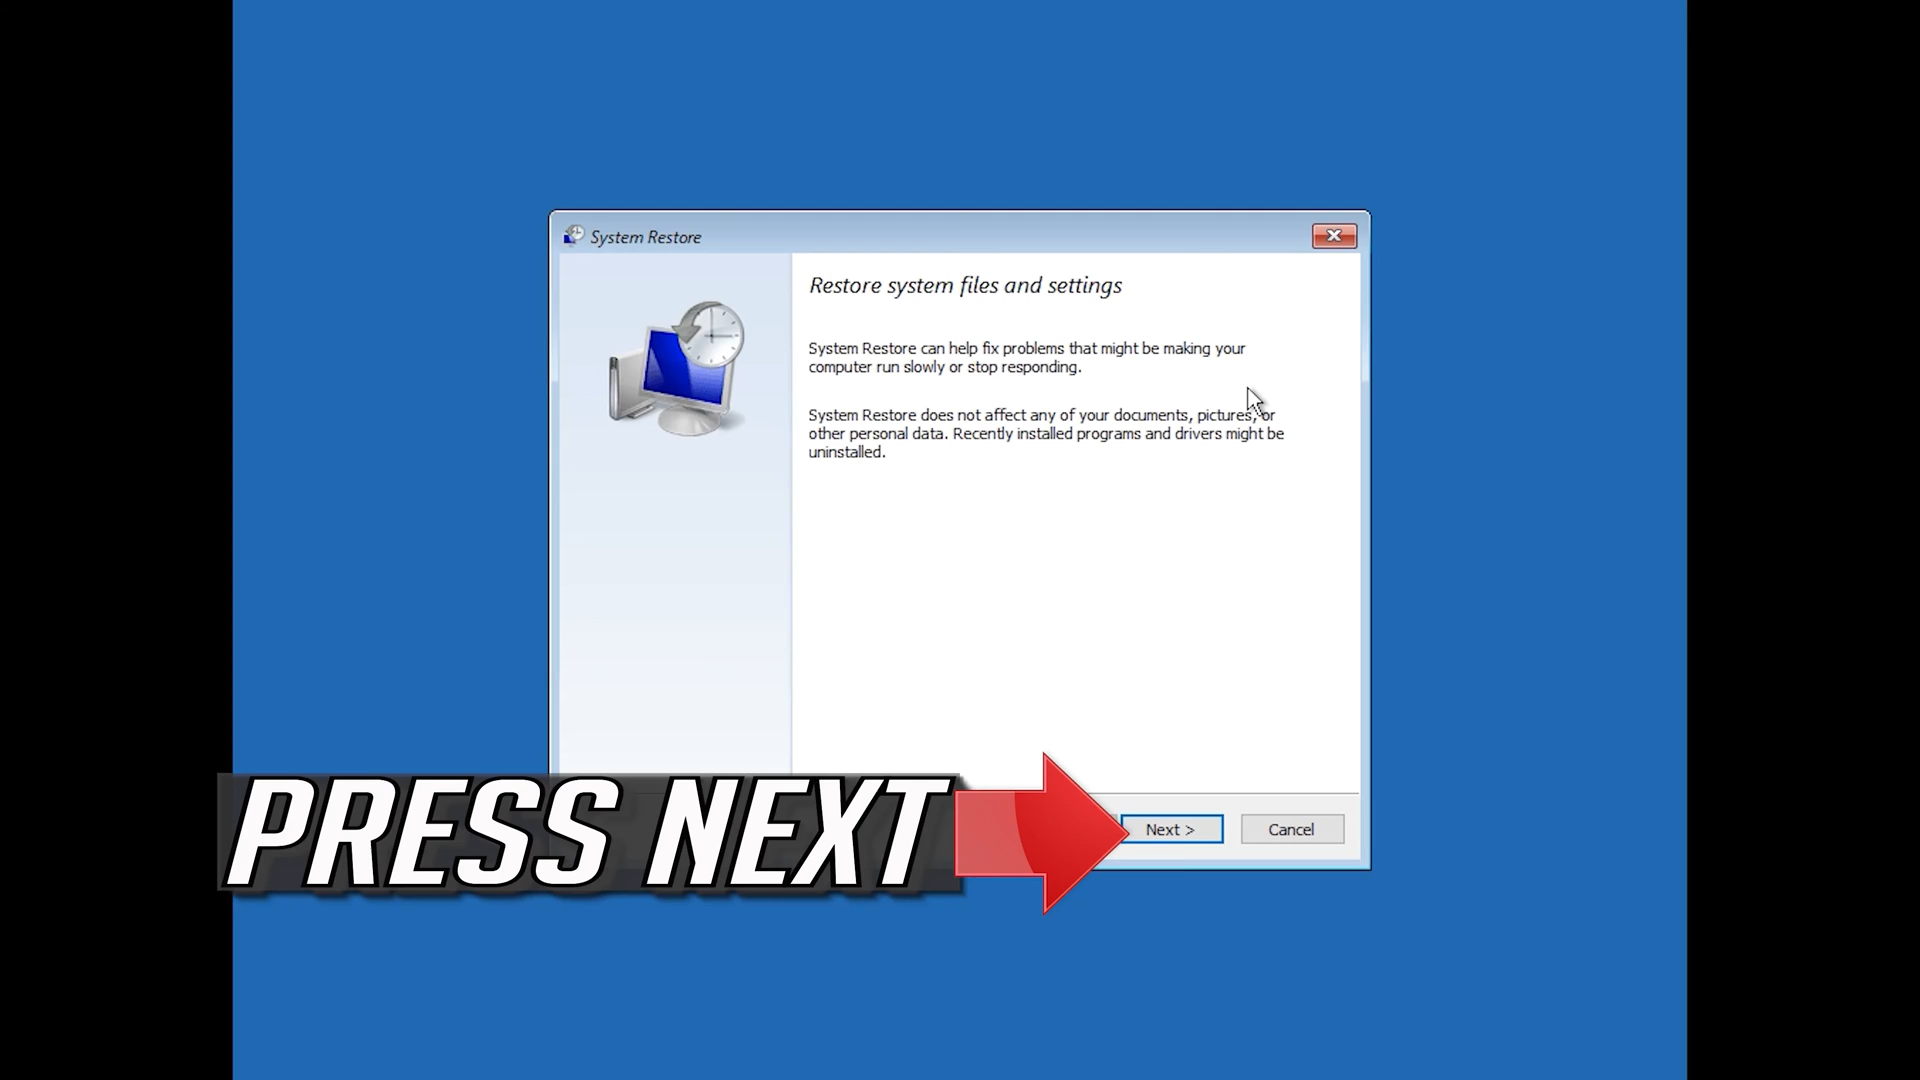 System Restore
Restore system files and settings
System Restore can help fix problems that might be making your
computer run slowly or stop responding.
System Restore does not affect any of your documents, pictures, or
other personal data. Recently installed programs and drivers might be
uninstalled.
PRESS NEXT
Next >
Cancel